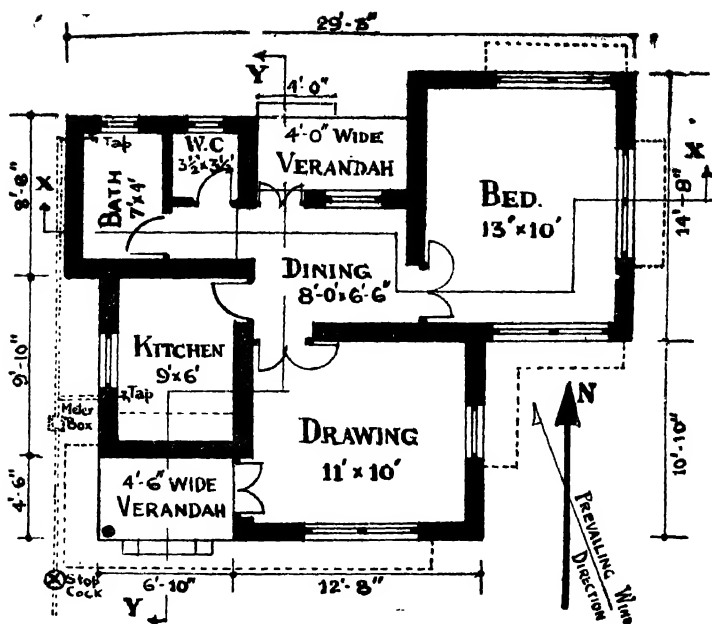 29'-8"
Y
4'-0"
4'-0" WIDE
VERANDAH
W.C
3½'x3½'
Tap
BATH
7'x4'
8'-8"
X
BED.
13'x10'
X
14'-8"
DINING
8'-0"x6'-6"
KITCHEN
9'x6'
Tap
9'-10"
Meter
Box
DRAWING
11'x10'
N
10'-10"
4'-6" WIDE
VERANDAH
4'-6"
PREVAILING WIND
DIRECTION
Stop
Cock
6'-10"
12'-8"
Y